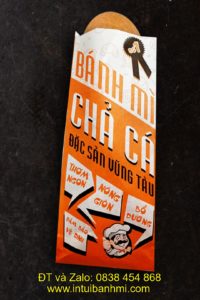 BÁNH MÌ
CHẢ CÁ
ĐẶC SẢN VŨNG TÀU
THƠM NGON
NÓNG GIÒN
BỔ DƯỠNG
ĐT và Zalo: 0838 454 868
www.intuibanhmi.com